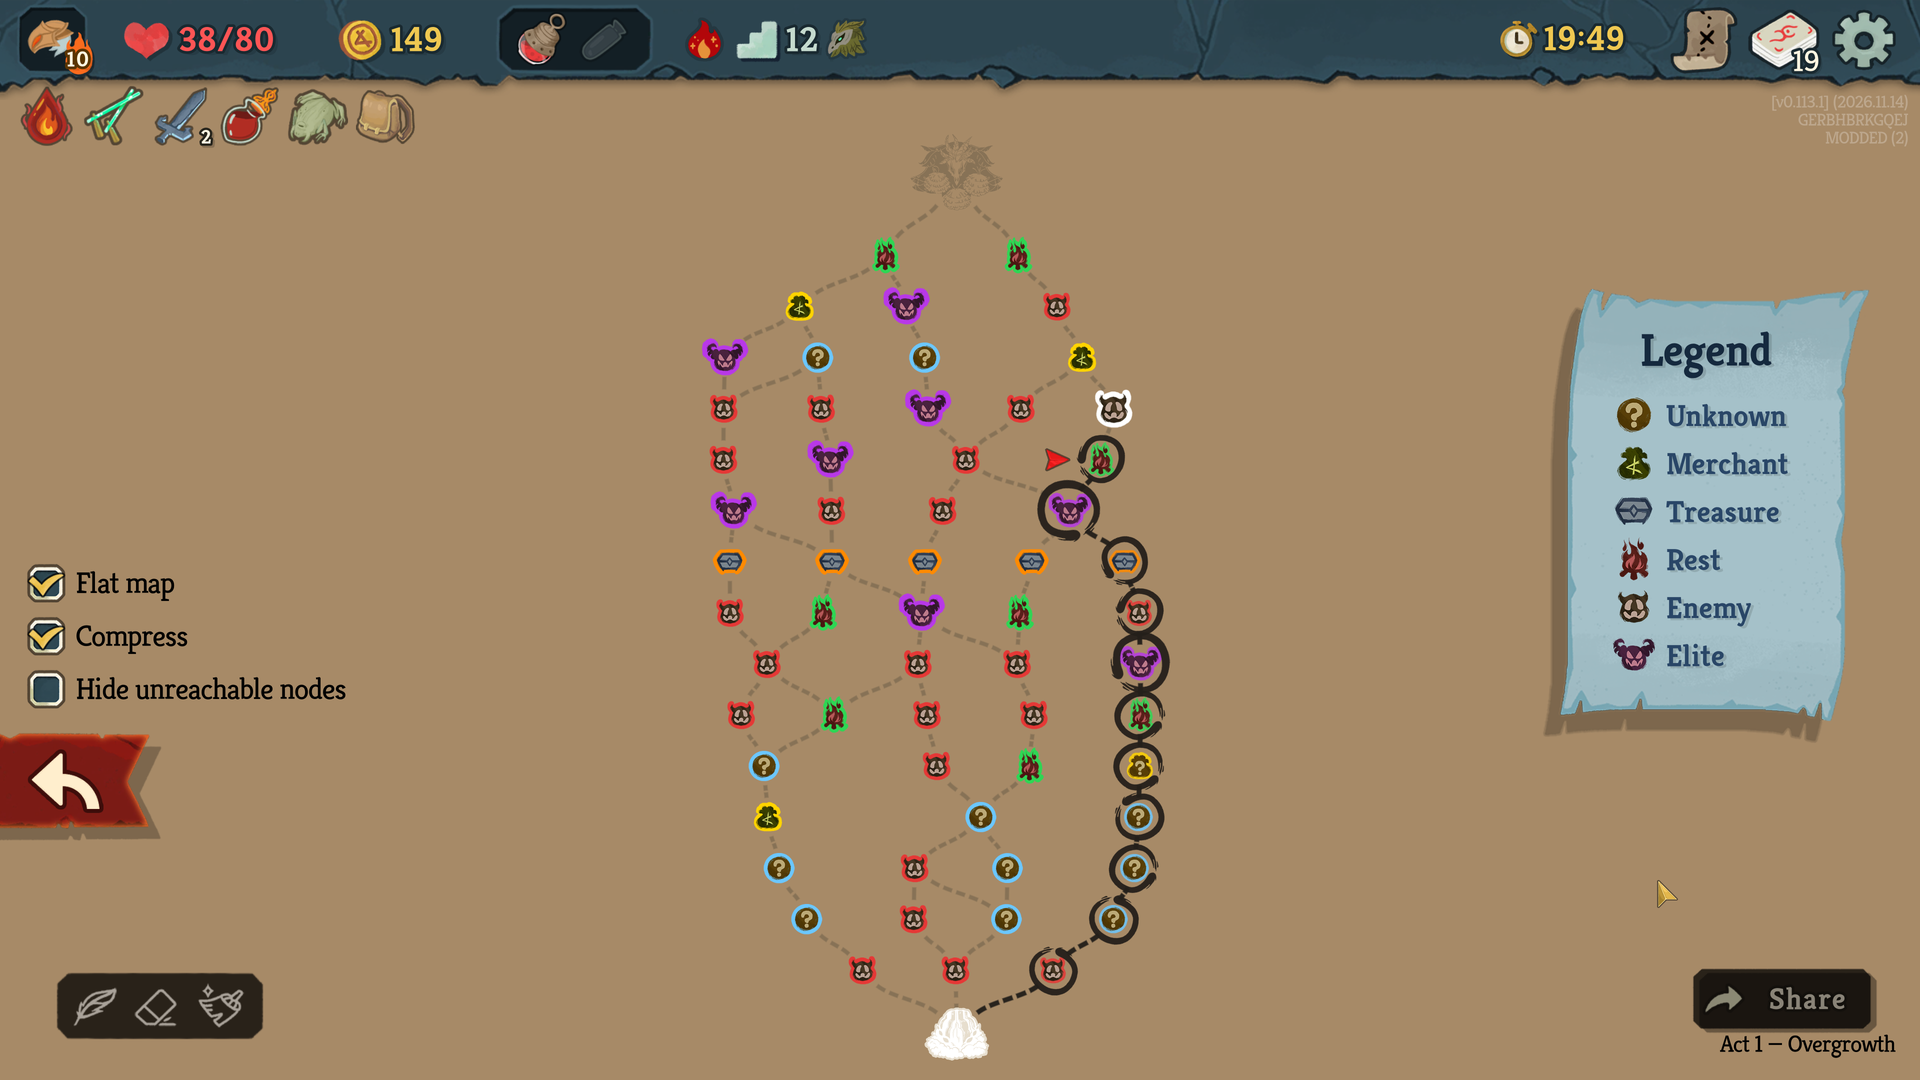 10
38/80
149
12
19:49
19
2
[v0.113.1] (2026.11.14)
GERBHBRKGQEJ
MODDED (2)
Legend
Unknown
Merchant
Treasure
Rest
Enemy
Elite
Flat map
Compress
Hide unreachable nodes
Share
Act 1 – Overgrowth